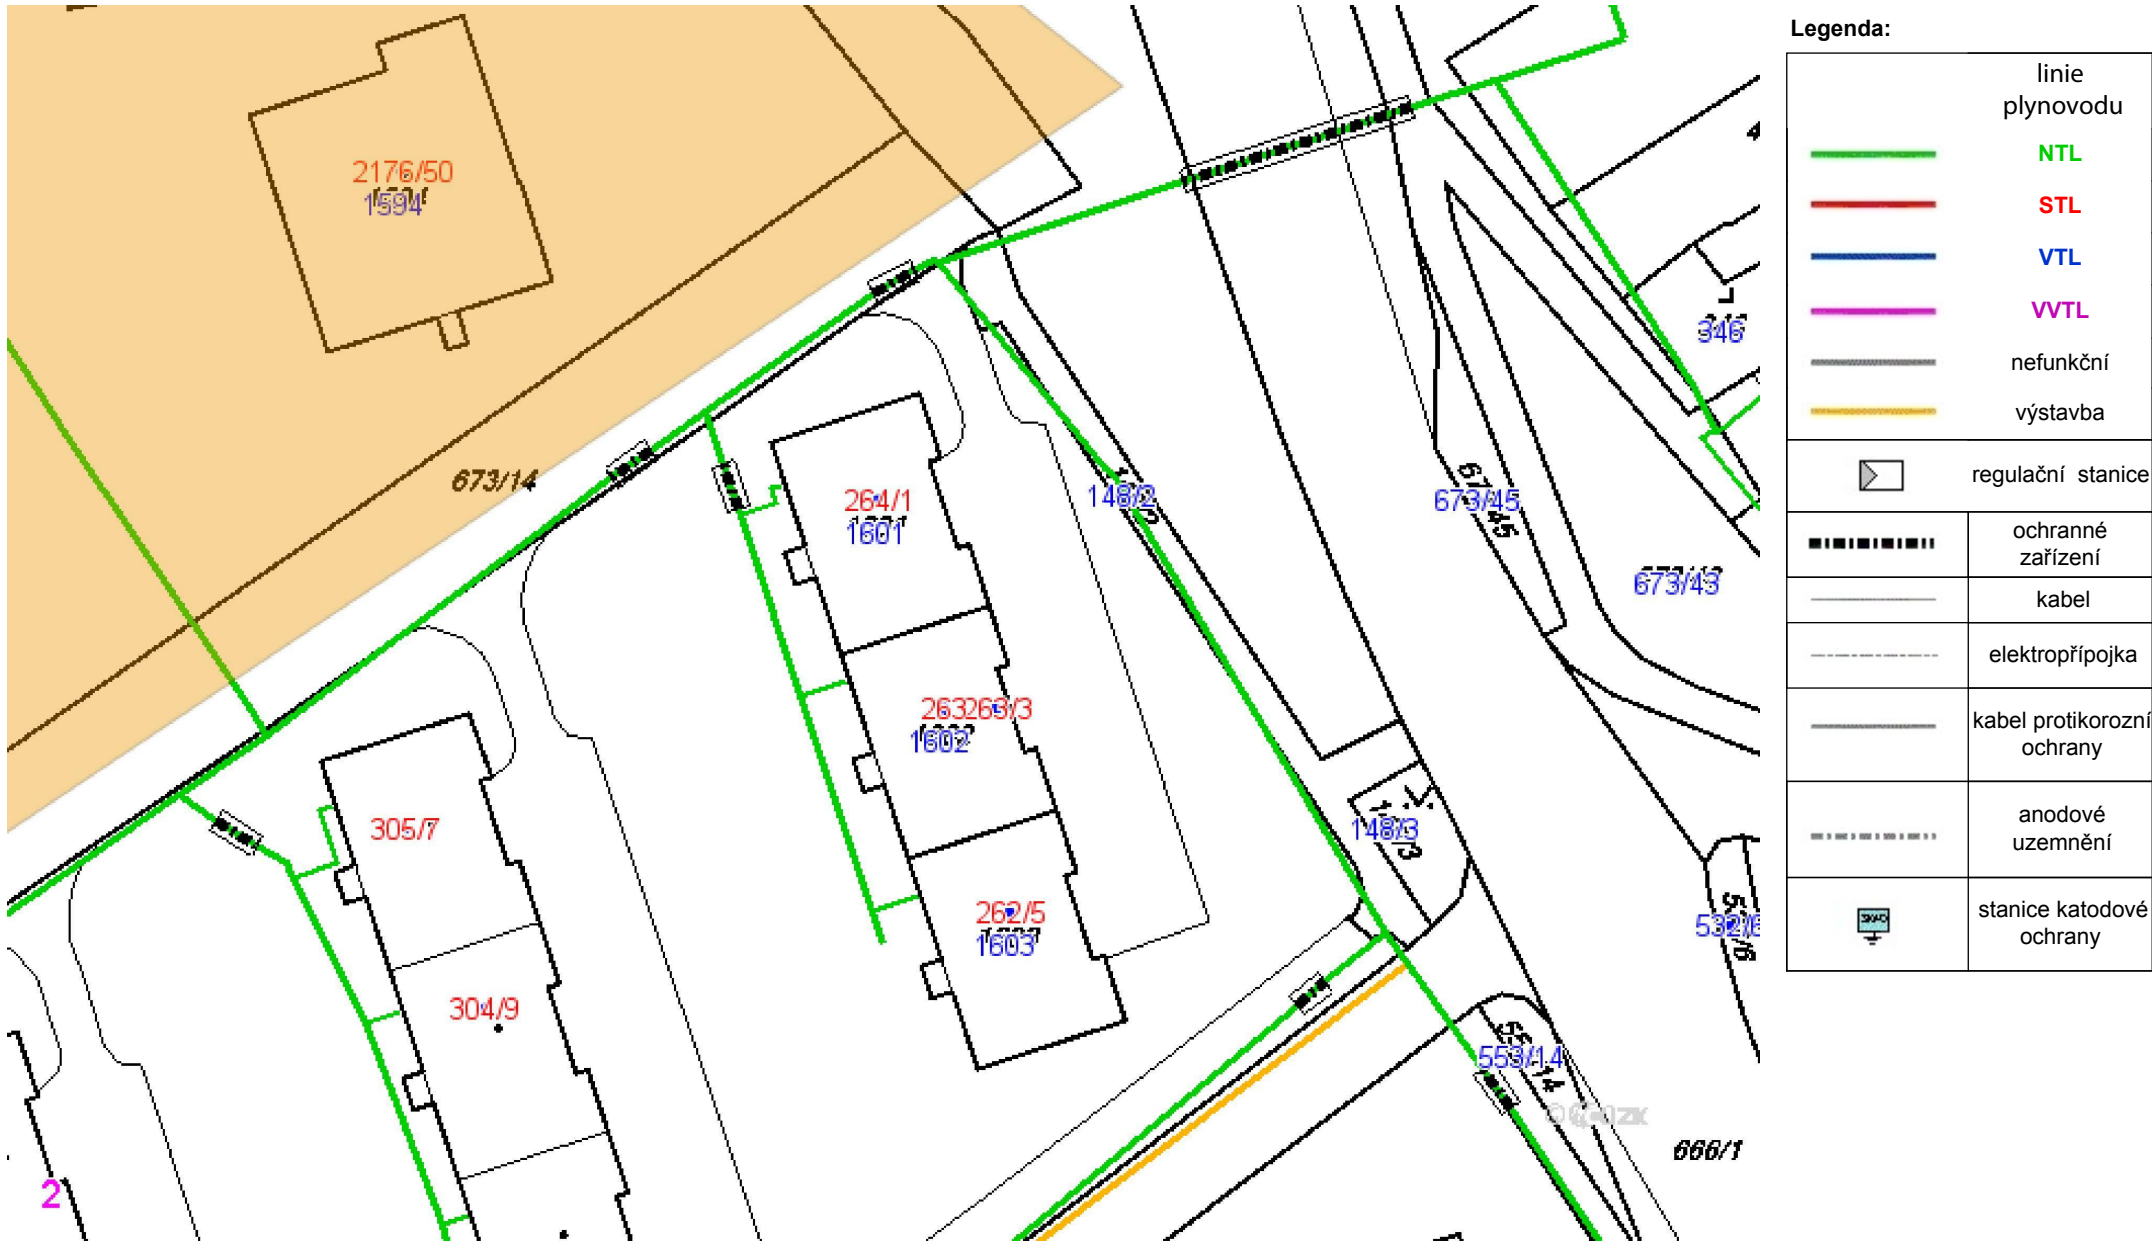 Legenda:
linie
plynovodu
NTL
STL
VTL
VVTL
nefunkční
výstavba
regulační stanice
ochranné
zařízení
kabel
elektropřípojka
kabel protikorozní
ochrany
anodové
uzemnění
stanice katodové
ochrany
2176/50
1594
346
673/14
264/1
1601
148/2
673/45
673/43
263
263/3
1602
305/7
148/3
262/5
1603
532/6
304/9
553/14
666/1
2